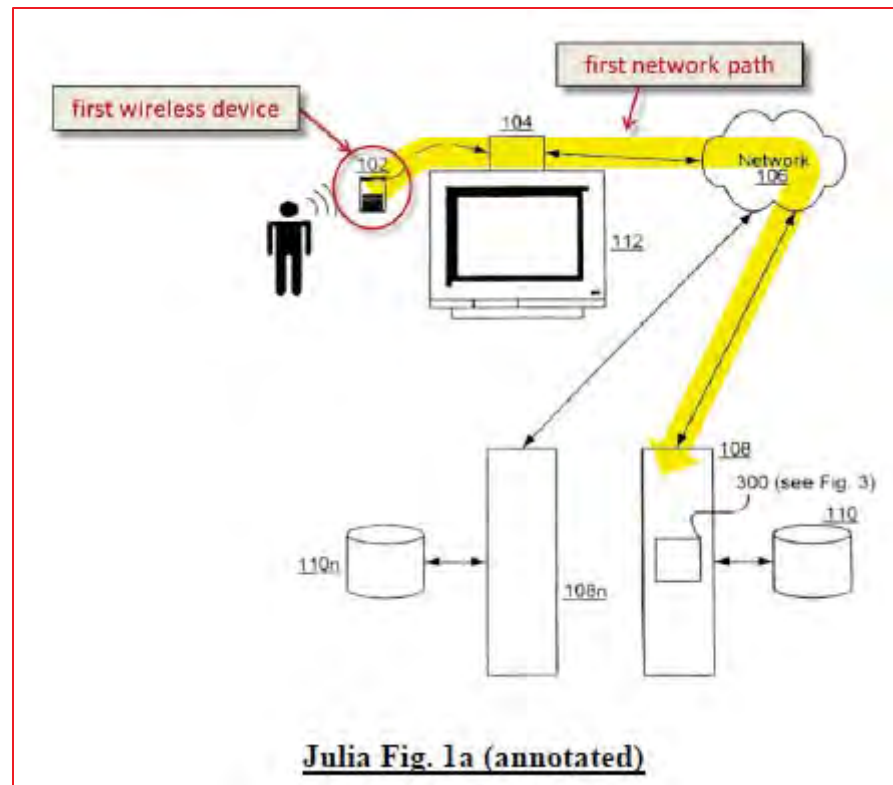 first network path
first wireless device
104
102
Network
106
112
108
300 (see Fig. 3)
110
110n
108n
Julia Fig. 1a (annotated)